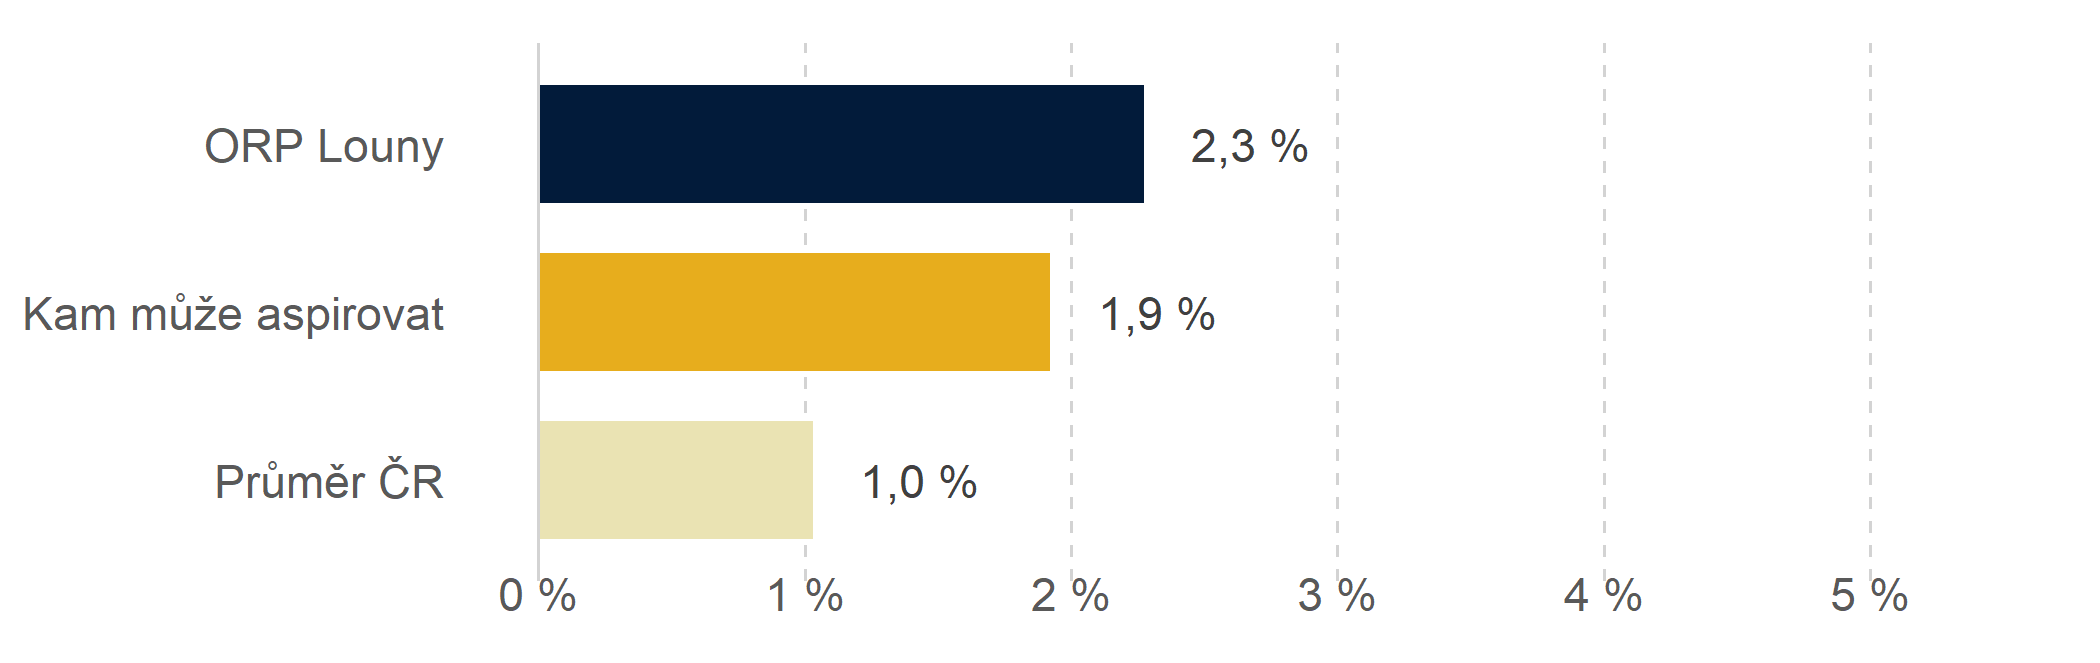 ORP Louny
2,3 %
Kam může aspirovat
1,9 %
Průměr ČR
1,0 %
0 % 1 % 2 % 3 % 4 % 5 %